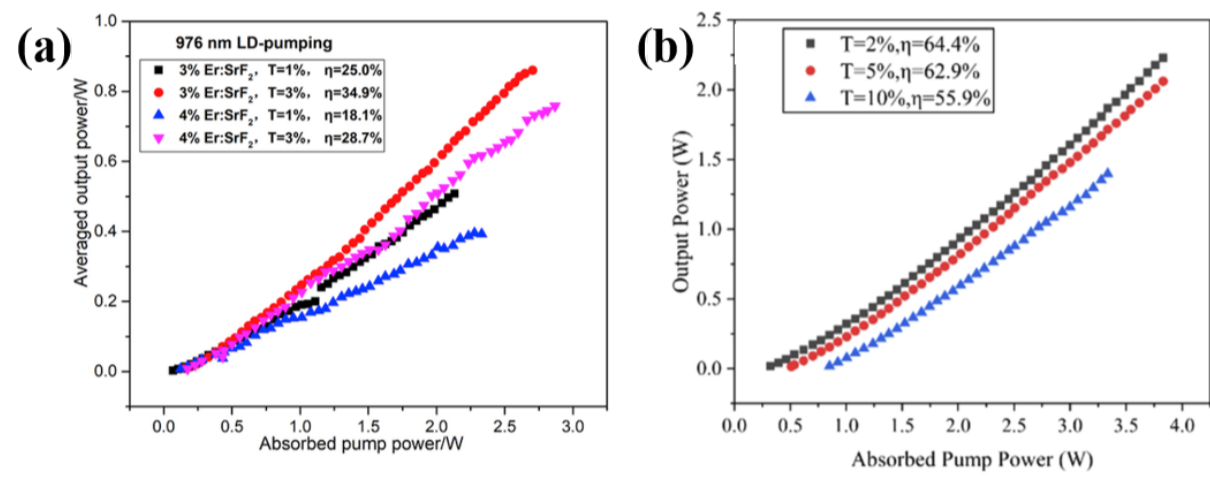 (a)
976 nm LD-pumping
3% Er:SrF₂, T=1%, η=25.0%
3% Er:SrF₂, T=3%, η=34.9%
4% Er:SrF₂, T=1%, η=18.1%
4% Er:SrF₂, T=3%, η=28.7%
Averaged output power/W
1.0
0.8
0.6
0.4
0.2
0.0
0.0 0.5 1.0 1.5 2.0 2.5 3.0
Absorbed pump power/W
(b)
T=2%,η=64.4%
T=5%,η=62.9%
T=10%,η=55.9%
Output Power (W)
2.5
2.0
1.5
1.0
0.5
0.0
0.0 0.5 1.0 1.5 2.0 2.5 3.0 3.5 4.0
Absorbed Pump Power (W)